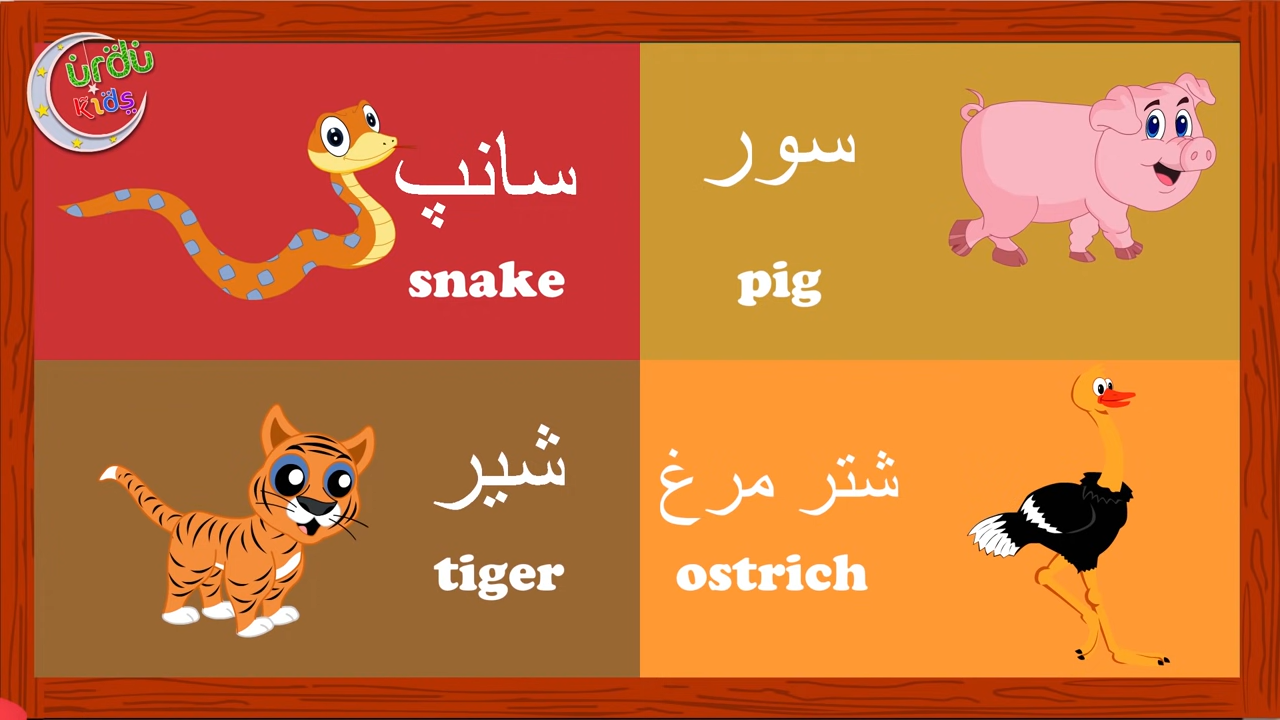 urdu
kids
سانپ
snake
سور
pig
شیر
tiger
شتر مرغ
ostrich